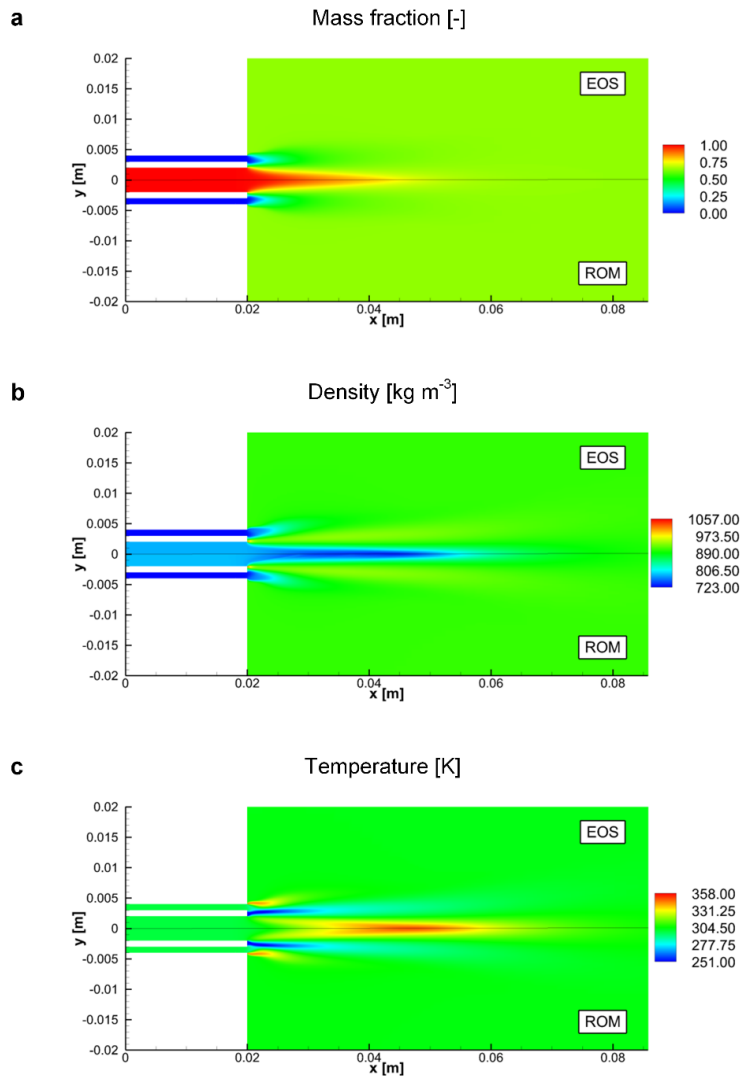 a
Mass fraction [-]
0.02
0.015
0.01
0.005
0
-0.005
-0.01
-0.015
-0.02
y [m]
EOS
ROM
0 0.02 0.04 0.06 0.08
x [m]
1.00
0.75
0.50
0.25
0.00
b
Density [kg m-3]
0.02
0.015
0.01
0.005
0
-0.005
-0.01
-0.015
-0.02
y [m]
EOS
ROM
0 0.02 0.04 0.06 0.08
x [m]
1057.00
973.50
890.00
806.50
723.00
c
Temperature [K]
0.02
0.015
0.01
0.005
0
-0.005
-0.01
-0.015
-0.02
y [m]
EOS
ROM
0 0.02 0.04 0.06 0.08
x [m]
358.00
331.25
304.50
277.75
251.00